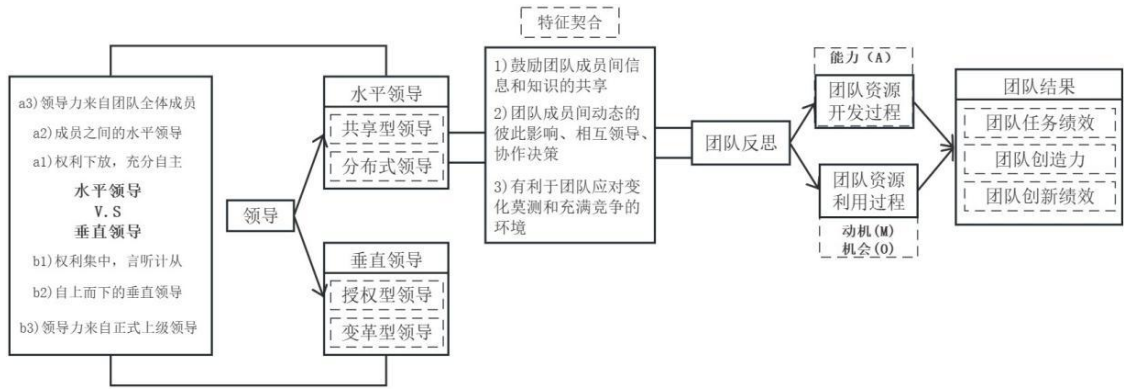 a3)领导力来自团队全体成员
a2)成员之间的水平领导
a1)权利下放，充分自主
水平领导
V.S
垂直领导
b1)权利集中，言听计从
b2)自上而下的垂直领导
b3)领导力来自正式上级领导
领导
水平领导
共享型领导
分布式领导
垂直领导
授权型领导
变革型领导
特征契合
1)鼓励团队成员间信
息和知识的共享
2)团队成员间动态的
彼此影响、相互领导、
协作决策
3)有利于团队应对变
化莫测和充满竞争的
环境
团队反思
能力（A）
团队资源
开发过程
团队资源
利用过程
动机(M)
机会(O)
团队结果
团队任务绩效
团队创造力
团队创新绩效